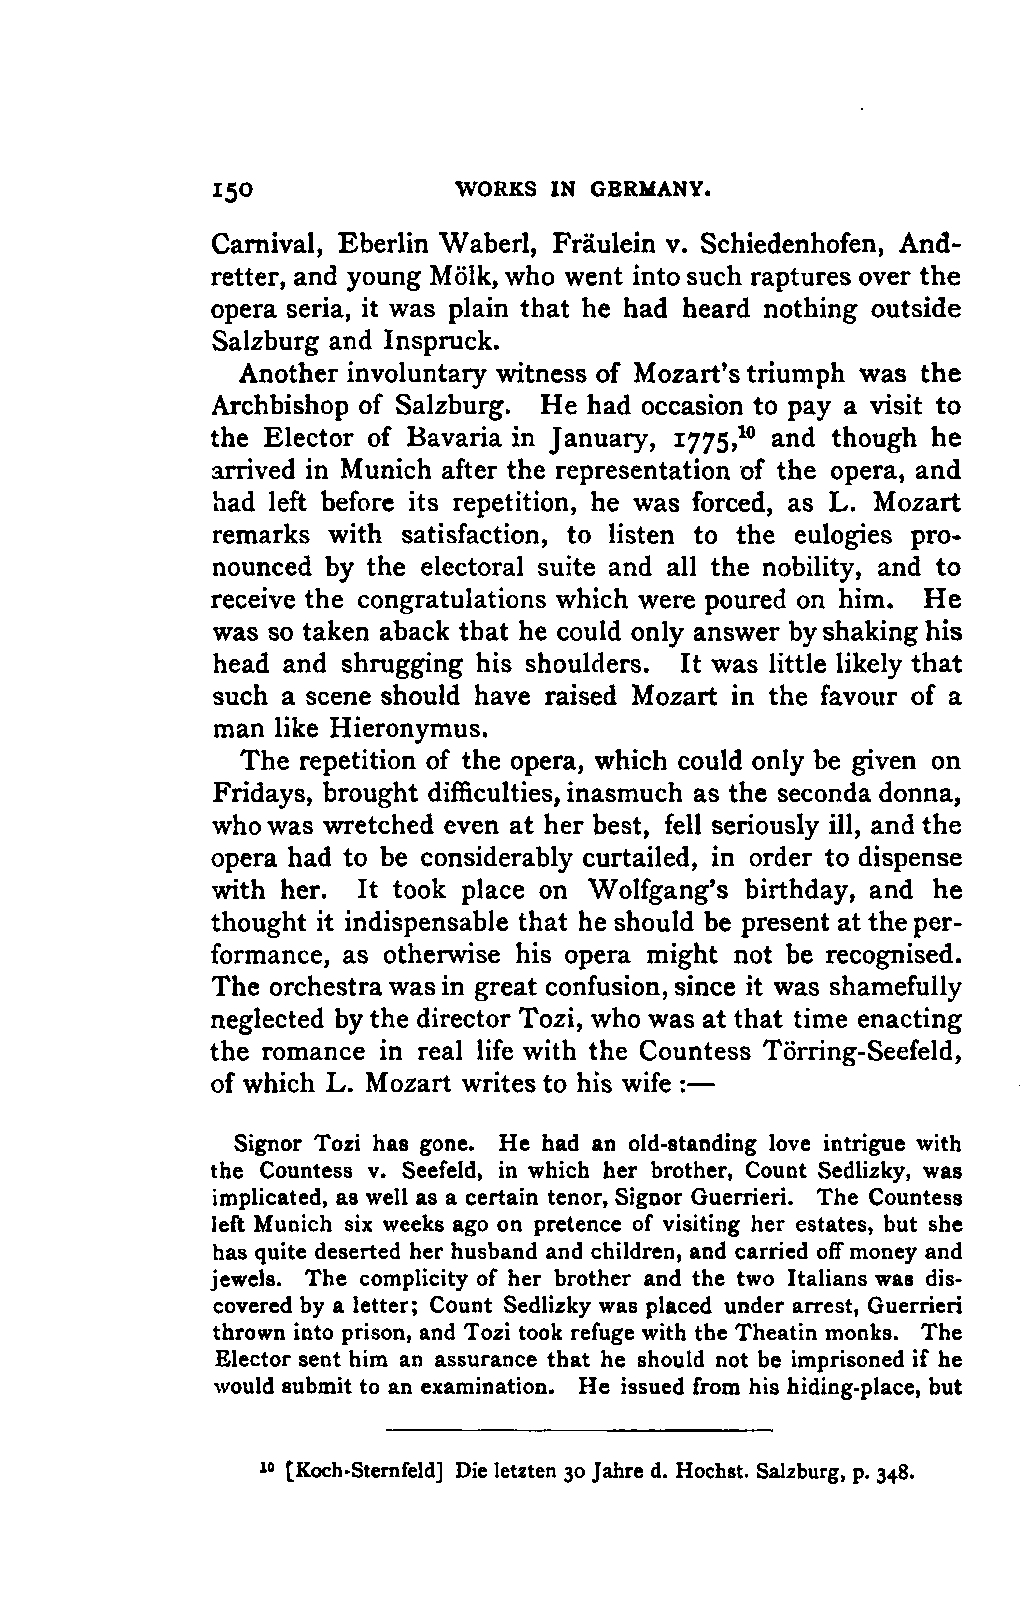 150 WORKS IN GERMANY.
Carnival, Eberlin Waberl, Fräulein v. Schiedenhofen, And-
retter, and young Mölk, who went into such raptures over the
opera seria, it was plain that he had heard nothing outside
Salzburg and Inspruck.
Another involuntary witness of Mozart's triumph was the
Archbishop of Salzburg. He had occasion to pay a visit to
the Elector of Bavaria in January, 1775,¹⁰ and though he
arrived in Munich after the representation of the opera, and
had left before its repetition, he was forced, as L. Mozart
remarks with satisfaction, to listen to the eulogies pro-
nounced by the electoral suite and all the nobility, and to
receive the congratulations which were poured on him. He
was so taken aback that he could only answer by shaking his
head and shrugging his shoulders. It was little likely that
such a scene should have raised Mozart in the favour of a
man like Hieronymus.
The repetition of the opera, which could only be given on
Fridays, brought difficulties, inasmuch as the seconda donna,
who was wretched even at her best, fell seriously ill, and the
opera had to be considerably curtailed, in order to dispense
with her. It took place on Wolfgang's birthday, and he
thought it indispensable that he should be present at the per-
formance, as otherwise his opera might not be recognised.
The orchestra was in great confusion, since it was shamefully
neglected by the director Tozi, who was at that time enacting
the romance in real life with the Countess Törring-Seefeld,
of which L. Mozart writes to his wife :—
Signor Tozi has gone. He had an old-standing love intrigue with
the Countess v. Seefeld, in which her brother, Count Sedlizky, was
implicated, as well as a certain tenor, Signor Guerrieri. The Countess
left Munich six weeks ago on pretence of visiting her estates, but she
has quite deserted her husband and children, and carried off money and
jewels. The complicity of her brother and the two Italians was dis-
covered by a letter; Count Sedlizky was placed under arrest, Guerrieri
thrown into prison, and Tozi took refuge with the Theatin monks. The
Elector sent him an assurance that he should not be imprisoned if he
would submit to an examination. He issued from his hiding-place, but
¹⁰ [Koch-Sternfeld] Die letzten 30 Jahre d. Hochst. Salzburg, p. 348.